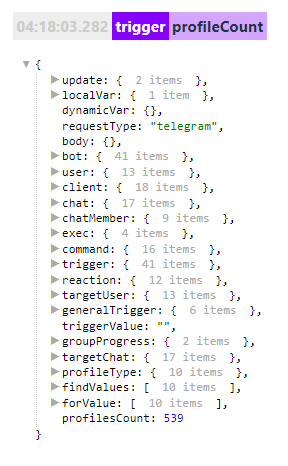 04:18:03.282 trigger profileCount
{
update: { 2 items },
localVar: { 1 item },
dynamicVar: {},
requestType: "telegram",
body: {},
bot: { 41 items },
user: { 13 items },
client: { 18 items },
chat: { 17 items },
chatMember: { 9 items },
exec: { 4 items },
command: { 16 items },
trigger: { 41 items },
reaction: { 12 items },
targetUser: { 13 items },
generalTrigger: { 6 items },
triggerValue: "",
groupProgress: { 2 items },
targetChat: { 17 items },
profileType: { 10 items },
findValues: [ 10 items ],
forValue: [ 10 items ],
profilesCount: 539
}